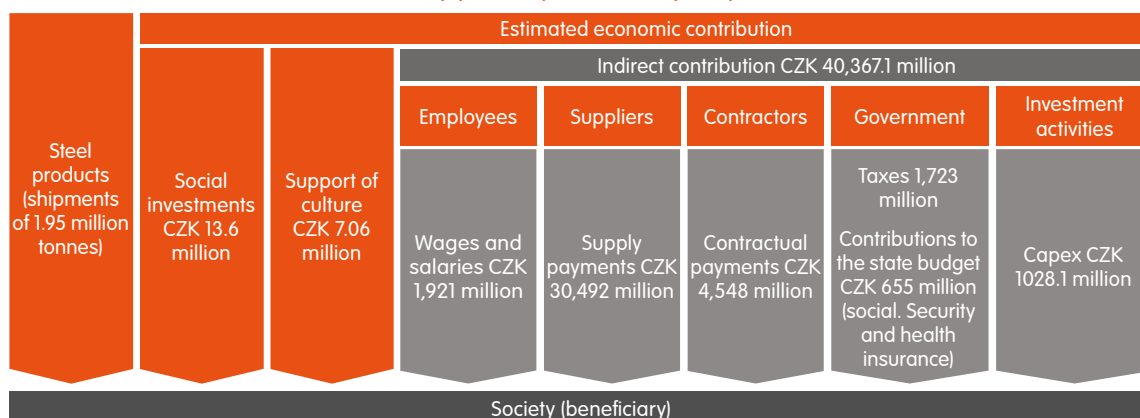 Estimated economic contribution
Indirect contribution CZK 40,367.1 million
Steel
products
(shipments
of 1.95 million
tonnes)
Social
investments
CZK 13.6
million
Support of
culture
CZK 7.06
million
Employees
Wages and
salaries CZK
1,921 million
Suppliers
Supply
payments CZK
30,492 million
Contractors
Contractual
payments CZK
4,548 million
Government
Taxes 1,723
million
Contributions to
the state budget
CZK 655 million
(social. Security
and health
insurance)
Investment
activities
Capex CZK
1028.1 million
Society (beneficiary)